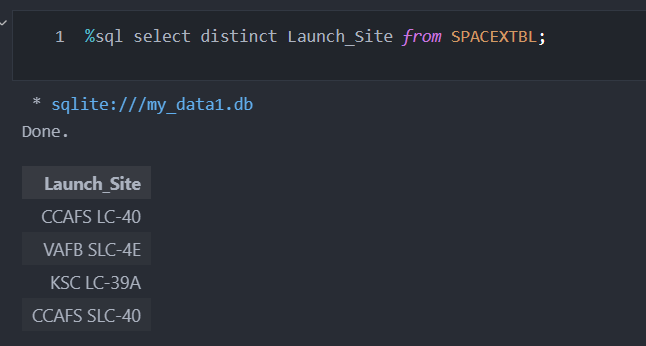 1 %sql select distinct Launch_Site from SPACEXTBL;
* sqlite:///my_data1.db
Done.
Launch_Site
CCAFS LC-40
VAFB SLC-4E
KSC LC-39A
CCAFS SLC-40